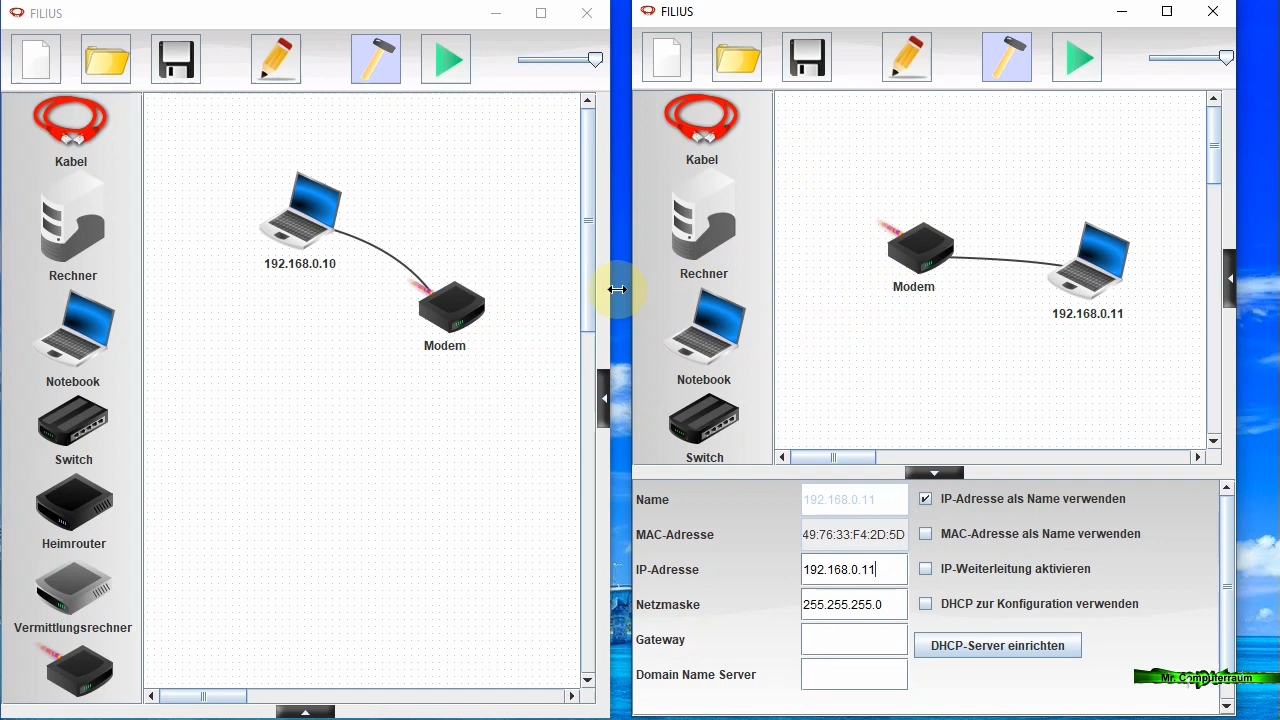 FILIUS
Kabel
Rechner
Notebook
Switch
Heimrouter
Vermittlungsrechner
192.168.0.10
Modem
FILIUS
Kabel
Rechner
Notebook
Switch
Modem
192.168.0.11
Name
192.168.0.11
IP-Adresse als Name verwenden
MAC-Adresse
49:76:33:F4:2D:5D
MAC-Adresse als Name verwenden
IP-Adresse
192.168.0.11
IP-Weiterleitung aktivieren
Netzmaske
255.255.255.0
DHCP zur Konfiguration verwenden
Gateway
DHCP-Server einrichten
Domain Name Server
Mr. Computerraum